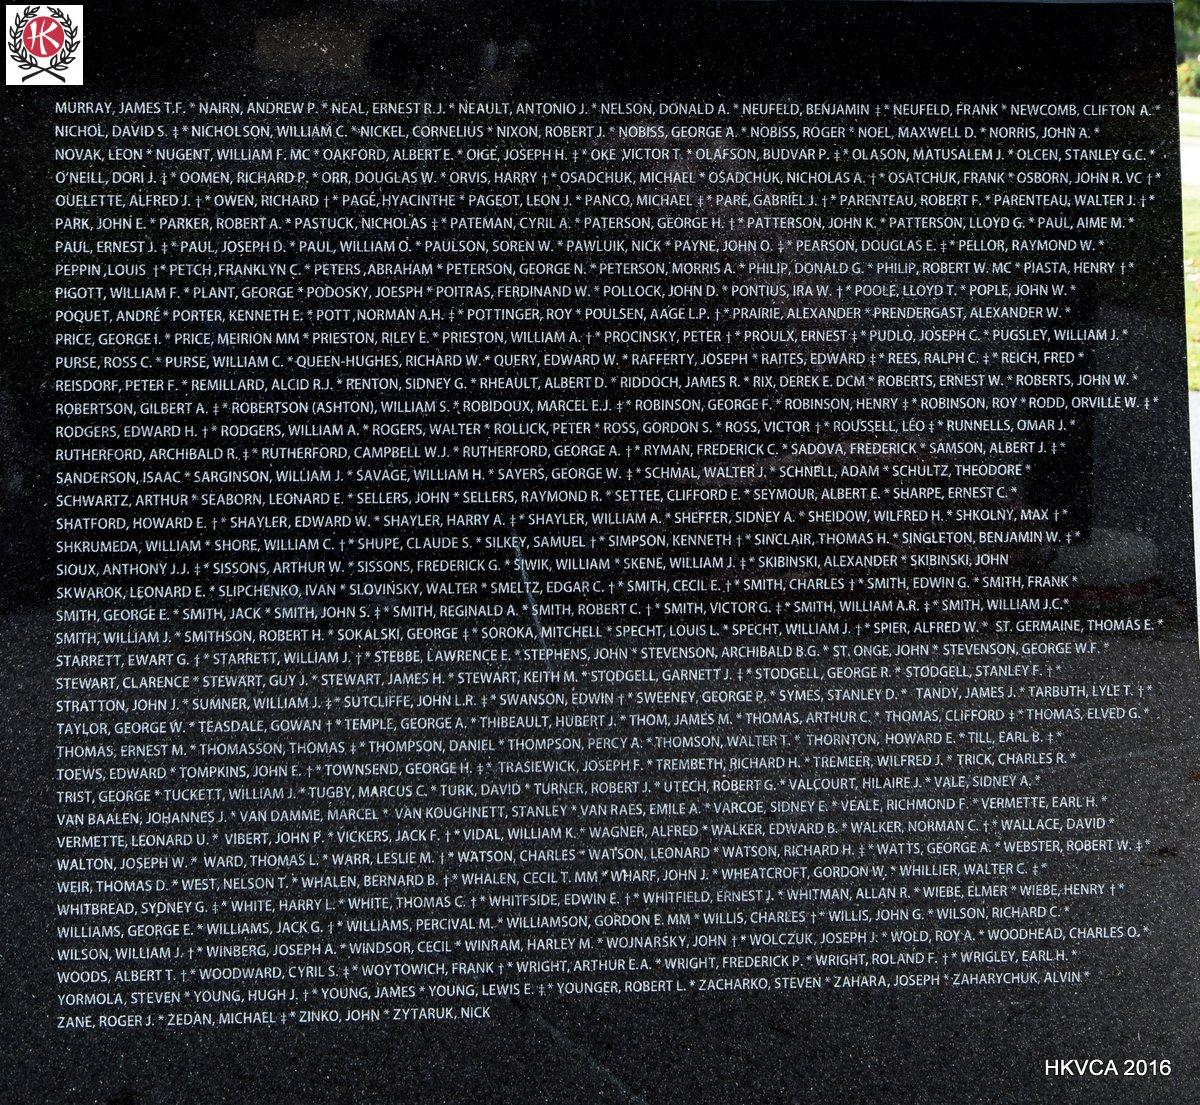 HK
MURRAY, JAMES T.F. * NAIRN, ANDREW P. * NEAL, ERNEST R.J. * NEAULT, ANTONIO J. * NELSON, DONALD A. * NEUFELD, BENJAMIN ‡ * NEUFELD, FRANK * NEWCOMB, CLIFTON A. *
NICHOL, DAVID S. ‡ * NICHOLSON, WILLIAM C. * NICKEL, CORNELIUS * NIXON, ROBERT J. * NOBISS, GEORGE A. * NOBISS, ROGER * NOEL, MAXWELL D. * NORRIS, JOHN A. *
NOVAK, LEON * NUGENT, WILLIAM F. MC * OAKFORD, ALBERT E. * OIGE, JOSEPH H. ‡ * OKE ,VICTOR T. * OLAFSON, BUDVAR P. ‡ * OLASON, MATUSALEM J. * OLCEN, STANLEY G.C. *
O'NEILL, DORI J. ‡ * OOMEN, RICHARD P. * ORR, DOUGLAS W. * ORVIS, HARRY † * OSADCHUK, MICHAEL * OSADCHUK, NICHOLAS A. † * OSATCHUK, FRANK * OSBORN, JOHN R. VC † *
OUELETTE, ALFRED J. † * OWEN, RICHARD † * PAGÉ, HYACINTHE * PAGEOT, LEON J. * PANCO, MICHAEL ‡ * PARÉ, GABRIEL J. † * PARENTEAU, ROBERT F. * PARENTEAU, WALTER J. † *
PARK, JOHN E. * PARKER, ROBERT A. * PASTUCK, NICHOLAS ‡ * PATEMAN, CYRIL A. * PATERSON, GEORGE H. † * PATTERSON, JOHN K. * PATTERSON, LLOYD G. * PAUL, AIME M. *
PAUL, ERNEST J. ‡ * PAUL, JOSEPH D. * PAUL, WILLIAM O. * PAULSON, SOREN W. * PAWLUIK, NICK * PAYNE, JOHN O. ‡ * PEARSON, DOUGLAS E. ‡ * PELLOR, RAYMOND W. *
PEPPIN, LOUIS † * PETCH, FRANKLYN C. * PETERS, ABRAHAM * PETERSON, GEORGE N. * PETERSON, MORRIS A. * PHILIP, DONALD G. * PHILIP, ROBERT W. MC * PIASTA, HENRY † *
PIGOTT, WILLIAM F. * PLANT, GEORGE * PODOSKY, JOESPH * POITRAS, FERDINAND W. * POLLOCK, JOHN D. * PONTIUS, IRA W. † * POOLE, LLOYD T. * POPLE, JOHN W. *
POQUET, ANDRÉ * PORTER, KENNETH E. * POTT, NORMAN A.H. ‡ * POTTINGER, ROY * POULSEN, AAGE L.P. † * PRAIRIE, ALEXANDER * PRENDERGAST, ALEXANDER W. *
PRICE, GEORGE I. * PRICE, MEIRION MM * PRIESTON, RILEY E. * PRIESTON, WILLIAM A. † * PROCINSKY, PETER † * PROULX, ERNEST ‡ * PUDLO, JOSEPH C. * PUGSLEY, WILLIAM J. *
PURSE, ROSS C. * PURSE, WILLIAM C. * QUEEN-HUGHES, RICHARD W. * QUERY, EDWARD W. * RAFFERTY, JOSEPH * RAITES, EDWARD ‡ * REES, RALPH C. ‡ * REICH, FRED *
REISDORF, PETER F. * REMILLARD, ALCID R.J. * RENTON, SIDNEY G. * RHEAULT, ALBERT D. * RIDDOCH, JAMES R. * RIX, DEREK E. DCM * ROBERTS, ERNEST W. * ROBERTS, JOHN W. *
ROBERTSON, GILBERT A. ‡ * ROBERTSON (ASHTON), WILLIAM S. * ROBIDOUX, MARCEL E.J. ‡ * ROBINSON, GEORGE F. * ROBINSON, HENRY ‡ * ROBINSON, ROY * RODD, ORVILLE W. ‡ *
RODGERS, EDWARD H. † * RODGERS, WILLIAM A. * ROGERS, WALTER * ROLLICK, PETER * ROSS, GORDON S. * ROSS, VICTOR † * ROUSSELL, LÉO ‡ * RUNNELLS, OMAR J. *
RUTHERFORD, ARCHIBALD R. ‡ * RUTHERFORD, CAMPBELL W.J. * RUTHERFORD, GEORGE A. † * RYMAN, FREDERICK C. * SADOVA, FREDERICK * SAMSON, ALBERT J. ‡ *
SANDERSON, ISAAC * SARGINSON, WILLIAM J. * SAVAGE, WILLIAM H. * SAYERS, GEORGE W. ‡ * SCHMAL, WALTER J. * SCHNELL, ADAM * SCHULTZ, THEODORE *
SCHWARTZ, ARTHUR * SEABORN, LEONARD E. * SELLERS, JOHN * SELLERS, RAYMOND R. * SETTEE, CLIFFORD E. * SEYMOUR, ALBERT E. * SHARPE, ERNEST C. *
SHATFORD, HOWARD E. † * SHAYLER, EDWARD W. * SHAYLER, HARRY A. ‡ * SHAYLER, WILLIAM A. * SHEFFER, SIDNEY A. * SHEIDOW, WILFRED H. * SHKOLNY, MAX † *
SHKRUMEDA, WILLIAM * SHORE, WILLIAM C. † * SHUPE, CLAUDE S. * SILKEY, SAMUEL † * SIMPSON, KENNETH † * SINCLAIR, THOMAS H. * SINGLETON, BENJAMIN W. ‡ *
SIOUX, ANTHONY J.J. ‡ * SISSONS, ARTHUR W. * SISSONS, FREDERICK G. * SIWIK, WILLIAM * SKENE, WILLIAM J. ‡ * SKIBINSKI, ALEXANDER * SKIBINSKI, JOHN
SKWAROK, LEONARD E. * SLIPCHENKO, IVAN * SLOVINSKY, WALTER * SMELTZ, EDGAR C. † * SMITH, CECIL E. † * SMITH, CHARLES † * SMITH, EDWIN G. * SMITH, FRANK *
SMITH, GEORGE E. * SMITH, JACK * SMITH, JOHN S. ‡ * SMITH, REGINALD A. * SMITH, ROBERT C. † * SMITH, VICTOR G. ‡ * SMITH, WILLIAM A.R. ‡ * SMITH, WILLIAM J.C.*
SMITH, WILLIAM J. * SMITHSON, ROBERT H. * SOKALSKI, GEORGE ‡ * SOROKA, MITCHELL * SPECHT, LOUIS L. * SPECHT, WILLIAM J. † * SPIER, ALFRED W. * ST. GERMAINE, THOMAS E. *
STARRETT, EWART G. † * STARRETT, WILLIAM J. † * STEBBE, LAWRENCE E. * STEPHENS, JOHN * STEVENSON, ARCHIBALD B.G. * ST. ONGE, JOHN * STEVENSON, GEORGE W.F. *
STEWART, CLARENCE * STEWART, GUY J. * STEWART, JAMES H. * STEWART, KEITH M. * STODGELL, GARNETT J. ‡ * STODGELL, GEORGE R. * STODGELL, STANLEY F. † *
STRATTON, JOHN J. * SUMNER, WILLIAM J. ‡ * SUTCLIFFE, JOHN L.R. ‡ * SWANSON, EDWIN † * SWEENEY, GEORGE P. * SYMES, STANLEY D. * TANDY, JAMES J. * TARBUTH, LYLE T. † *
TAYLOR, GEORGE W. * TEASDALE, GOWAN † * TEMPLE, GEORGE A. * THIBEAULT, HUBERT J. * THOM, JAMES M. * THOMAS, ARTHUR C. * THOMAS, CLIFFORD ‡ * THOMAS, ELVED G. *
THOMAS, ERNEST M. * THOMASSON, THOMAS ‡ * THOMPSON, DANIEL * THOMPSON, PERCY A. * THOMSON, WALTER T. * THORNTON, HOWARD E. * TILL, EARL B. ‡ *
TOEWS, EDWARD * TOMPKINS, JOHN E. † * TOWNSEND, GEORGE H. ‡ * TRASIEWICK, JOSEPH F. * TREMBETH, RICHARD H. * TREMEER, WILFRED J. * TRICK, CHARLES R. *
TRIST, GEORGE * TUCKETT, WILLIAM J. * TUGBY, MARCUS C. * TURK, DAVID * TURNER, ROBERT J. * UTECH, ROBERT G. * VALCOURT, HILAIRE J. * VALE, SIDNEY A. *
VAN BAALEN, JOHANNES J. * VAN DAMME, MARCEL * VAN KOUGHNETT, STANLEY * VAN RAES, EMILE A. * VARCOE, SIDNEY E. * VEALE, RICHMOND F. * VERMETTE, EARL H. *
VERMETTE, LEONARD U. * VIBERT, JOHN P. * VICKERS, JACK F. † * VIDAL, WILLIAM K. * WAGNER, ALFRED * WALKER, EDWARD B. * WALKER, NORMAN C. † * WALLACE, DAVID *
WALTON, JOSEPH W. * WARD, THOMAS L. * WARR, LESLIE M. † * WATSON, CHARLES * WATSON, LEONARD * WATSON, RICHARD H. ‡ * WATTS, GEORGE A. * WEBSTER, ROBERT W. ‡ *
WEIR, THOMAS D. * WEST, NELSON T. * WHALEN, BERNARD B. † * WHALEN, CECIL T. MM * WHARF, JOHN J. * WHEATCROFT, GORDON W. * WHILLIER, WALTER C. ‡ *
WHITBREAD, SYDNEY G. ‡ * WHITE, HARRY L. * WHITE, THOMAS C. † * WHITFSIDE, EDWIN E. † * WHITFIELD, ERNEST J. * WHITMAN, ALLAN R. * WIEBE, ELMER * WIEBE, HENRY † *
WILLIAMS, GEORGE E. * WILLIAMS, JACK G. † * WILLIAMS, PERCIVAL M. * WILLIAMSON, GORDON E. MM * WILLIS, CHARLES † * WILLIS, JOHN G. * WILSON, RICHARD C. *
WILSON, WILLIAM J. † * WINBERG, JOSEPH A. * WINDSOR, CECIL * WINRAM, HARLEY M. * WOJNARSKY, JOHN † * WOLCZUK, JOSEPH J. * WOLD, ROY A. * WOODHEAD, CHARLES O. *
WOODS, ALBERT T. † * WOODWARD, CYRIL S. ‡ * WOYTOWICH, FRANK † * WRIGHT, ARTHUR E.A. * WRIGHT, FREDERICK P. * WRIGHT, ROLAND F. † * WRIGLEY, EARL H. *
YORMOLA, STEVEN * YOUNG, HUGH J. † * YOUNG, JAMES * YOUNG, LEWIS E. ‡ * YOUNGER, ROBERT L. * ZACHARKO, STEVEN * ZAHARA, JOSEPH * ZAHARYCHUK, ALVIN *
ZANE, ROGER J. * ZEDAN, MICHAEL ‡ * ZINKO, JOHN * ZYTARUK, NICK
HKVCA 2016